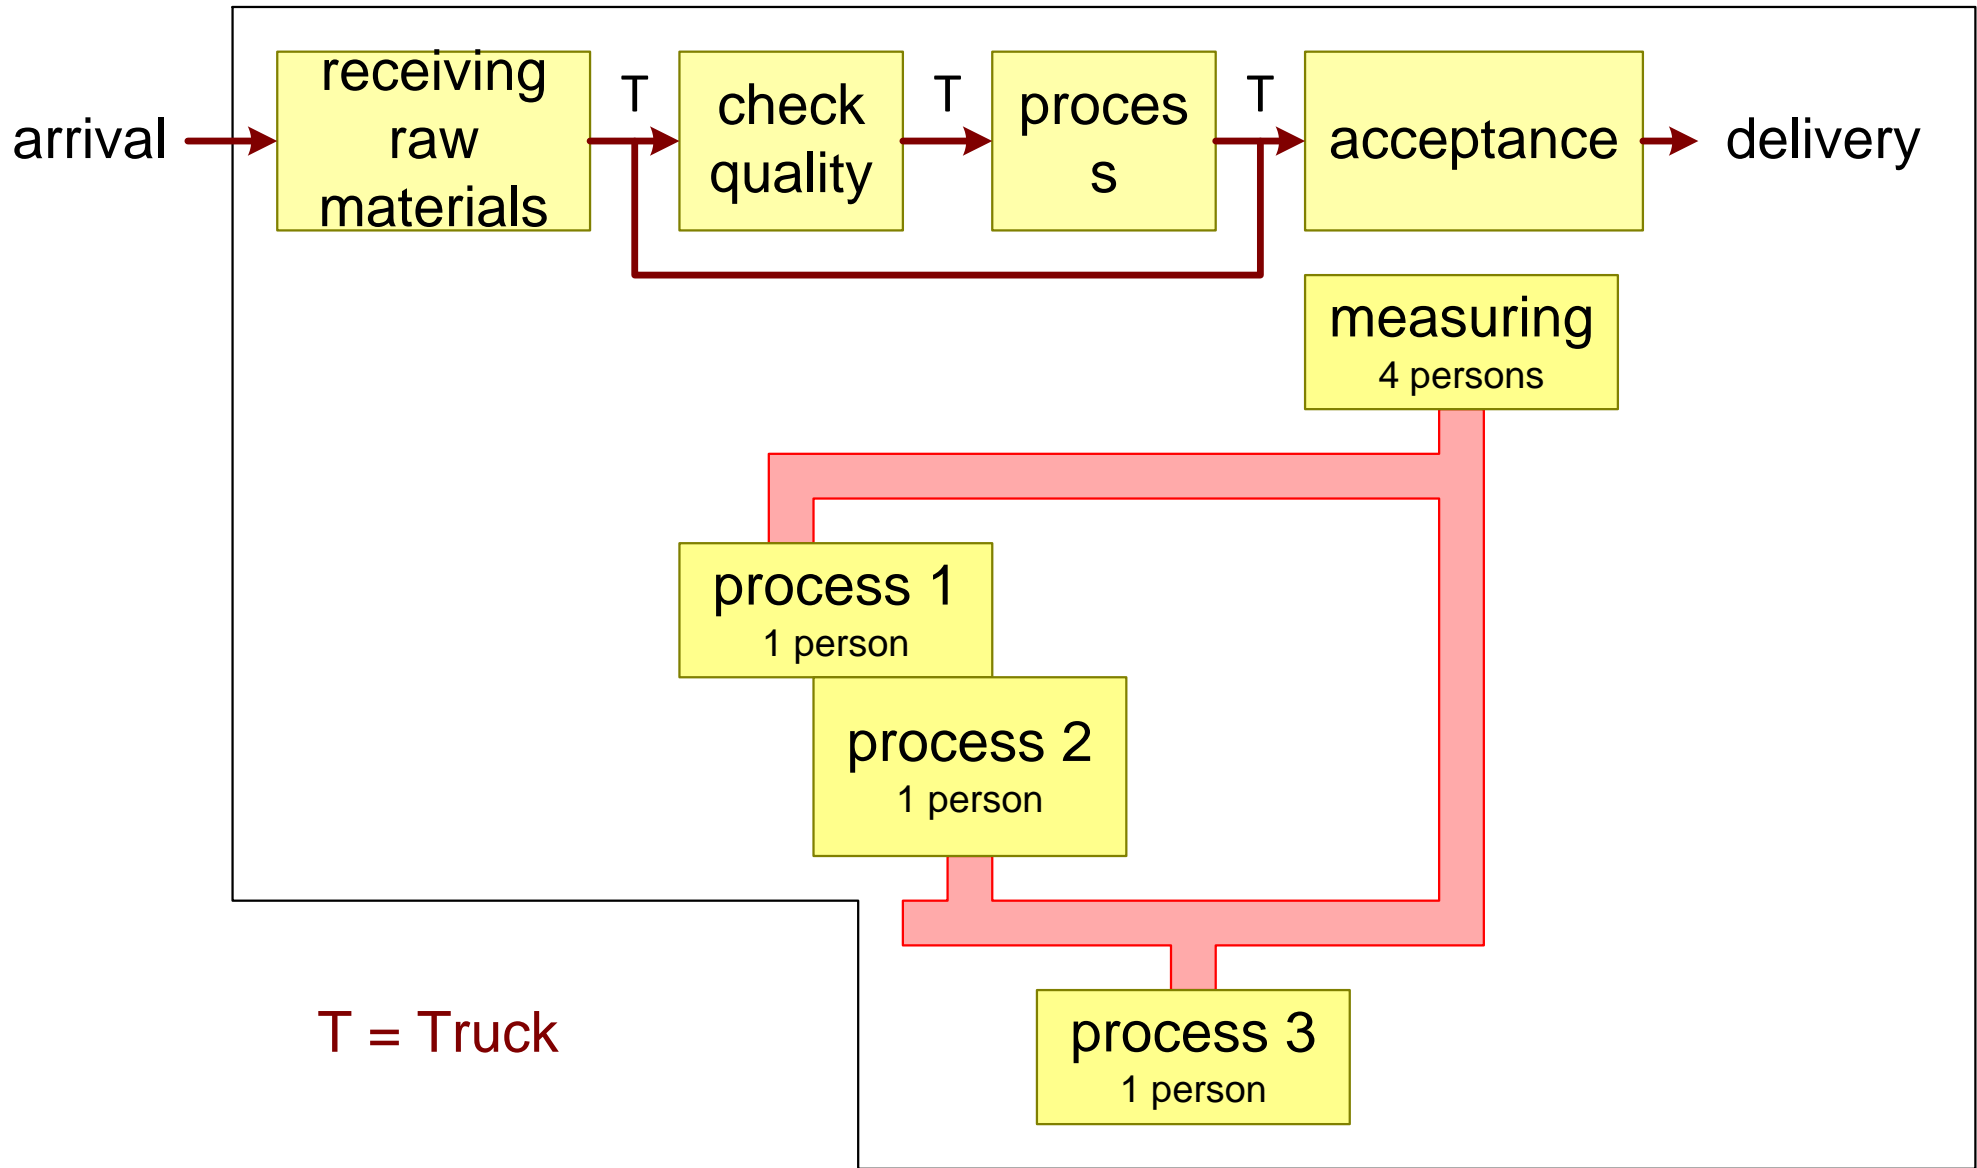 arrival
receiving
raw
materials
T
check
quality
T
proces
s
T
acceptance
delivery
measuring
4 persons
process 1
1 person
process 2
1 person
process 3
1 person
T = Truck